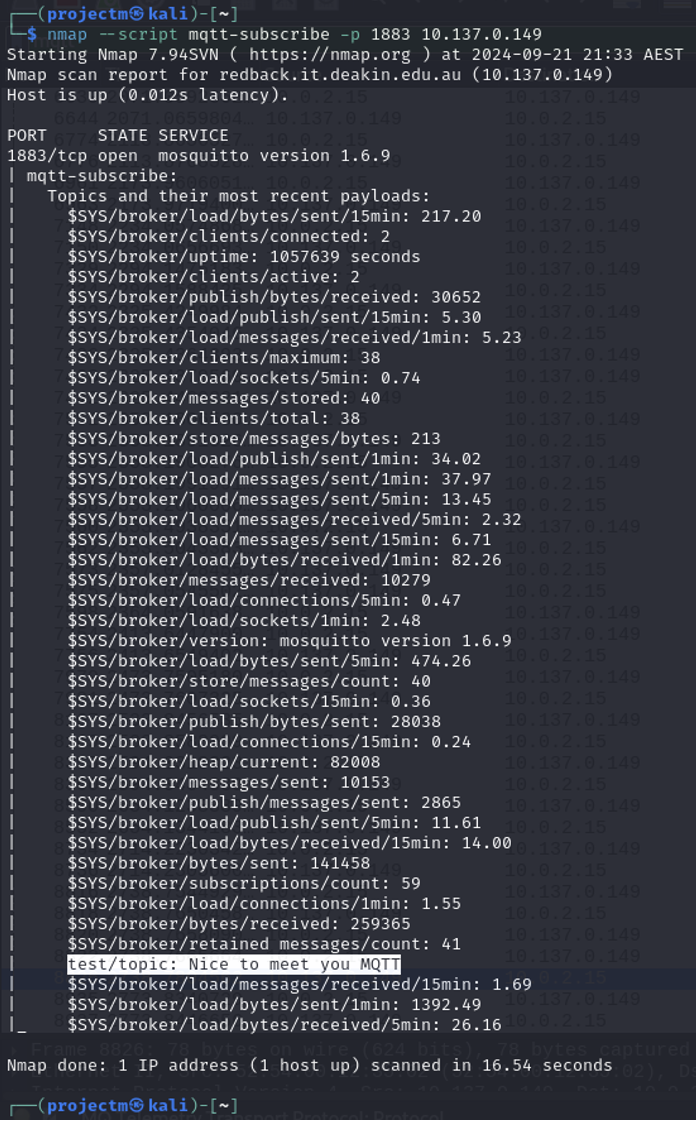 ┌──(projectm㉿kali)-[~]
└─$ nmap --script mqtt-subscribe -p 1883 10.137.0.149
Starting Nmap 7.94SVN ( https://nmap.org ) at 2024-09-21 21:33 AEST
Nmap scan report for redback.it.deakin.edu.au (10.137.0.149)
Host is up (0.012s latency).
PORT     STATE SERVICE
1883/tcp open  mosquitto version 1.6.9
| mqtt-subscribe:
|   Topics and their most recent payloads:
|     $SYS/broker/load/bytes/sent/15min: 217.20
|     $SYS/broker/clients/connected: 2
|     $SYS/broker/uptime: 1057639 seconds
|     $SYS/broker/clients/active: 2
|     $SYS/broker/publish/bytes/received: 30652
|     $SYS/broker/load/publish/sent/15min: 5.30
|     $SYS/broker/load/messages/received/1min: 5.23
|     $SYS/broker/clients/maximum: 38
|     $SYS/broker/load/sockets/5min: 0.74
|     $SYS/broker/messages/stored: 40
|     $SYS/broker/clients/total: 38
|     $SYS/broker/store/messages/bytes: 213
|     $SYS/broker/load/publish/sent/1min: 34.02
|     $SYS/broker/load/messages/sent/1min: 37.97
|     $SYS/broker/load/messages/sent/5min: 13.45
|     $SYS/broker/load/messages/received/5min: 2.32
|     $SYS/broker/load/messages/sent/15min: 6.71
|     $SYS/broker/load/bytes/received/1min: 82.26
|     $SYS/broker/messages/received: 10279
|     $SYS/broker/load/connections/5min: 0.47
|     $SYS/broker/load/sockets/1min: 2.48
|     $SYS/broker/version: mosquitto version 1.6.9
|     $SYS/broker/load/bytes/sent/5min: 474.26
|     $SYS/broker/store/messages/count: 40
|     $SYS/broker/load/sockets/15min: 0.36
|     $SYS/broker/publish/bytes/sent: 28038
|     $SYS/broker/load/connections/15min: 0.24
|     $SYS/broker/heap/current: 82008
|     $SYS/broker/messages/sent: 10153
|     $SYS/broker/publish/messages/sent: 2865
|     $SYS/broker/load/publish/sent/5min: 11.61
|     $SYS/broker/load/bytes/received/15min: 14.00
|     $SYS/broker/bytes/sent: 141458
|     $SYS/broker/subscriptions/count: 59
|     $SYS/broker/load/connections/1min: 1.55
|     $SYS/broker/bytes/received: 259365
|     $SYS/broker/retained messages/count: 41
|     test/topic: Nice to meet you MQTT
|     $SYS/broker/load/messages/received/15min: 1.69
|     $SYS/broker/load/bytes/sent/1min: 1392.49
|_    $SYS/broker/load/bytes/received/5min: 26.16
Nmap done: 1 IP address (1 host up) scanned in 16.54 seconds
┌──(projectm㉿kali)-[~]